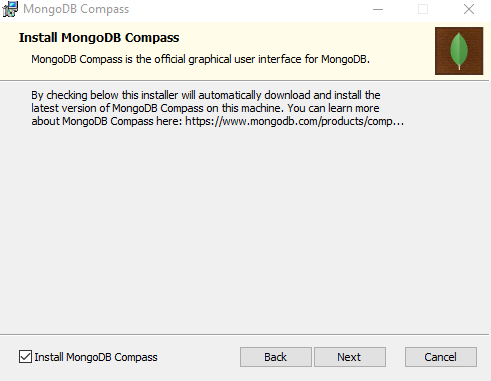 MongoDB Compass
Install MongoDB Compass
MongoDB Compass is the official graphical user interface for MongoDB.
By checking below this installer will automatically download and install the
latest version of MongoDB Compass on this machine. You can learn more
about MongoDB Compass here: https://www.mongodb.com/products/comp...
Install MongoDB Compass
Back
Next
Cancel